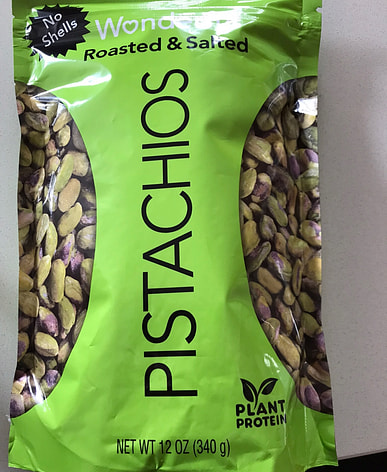 No
Shells
Roasted & Salted
PISTACHIOS
PLANT
PROTEIN
NET WT 12 OZ (340 g)